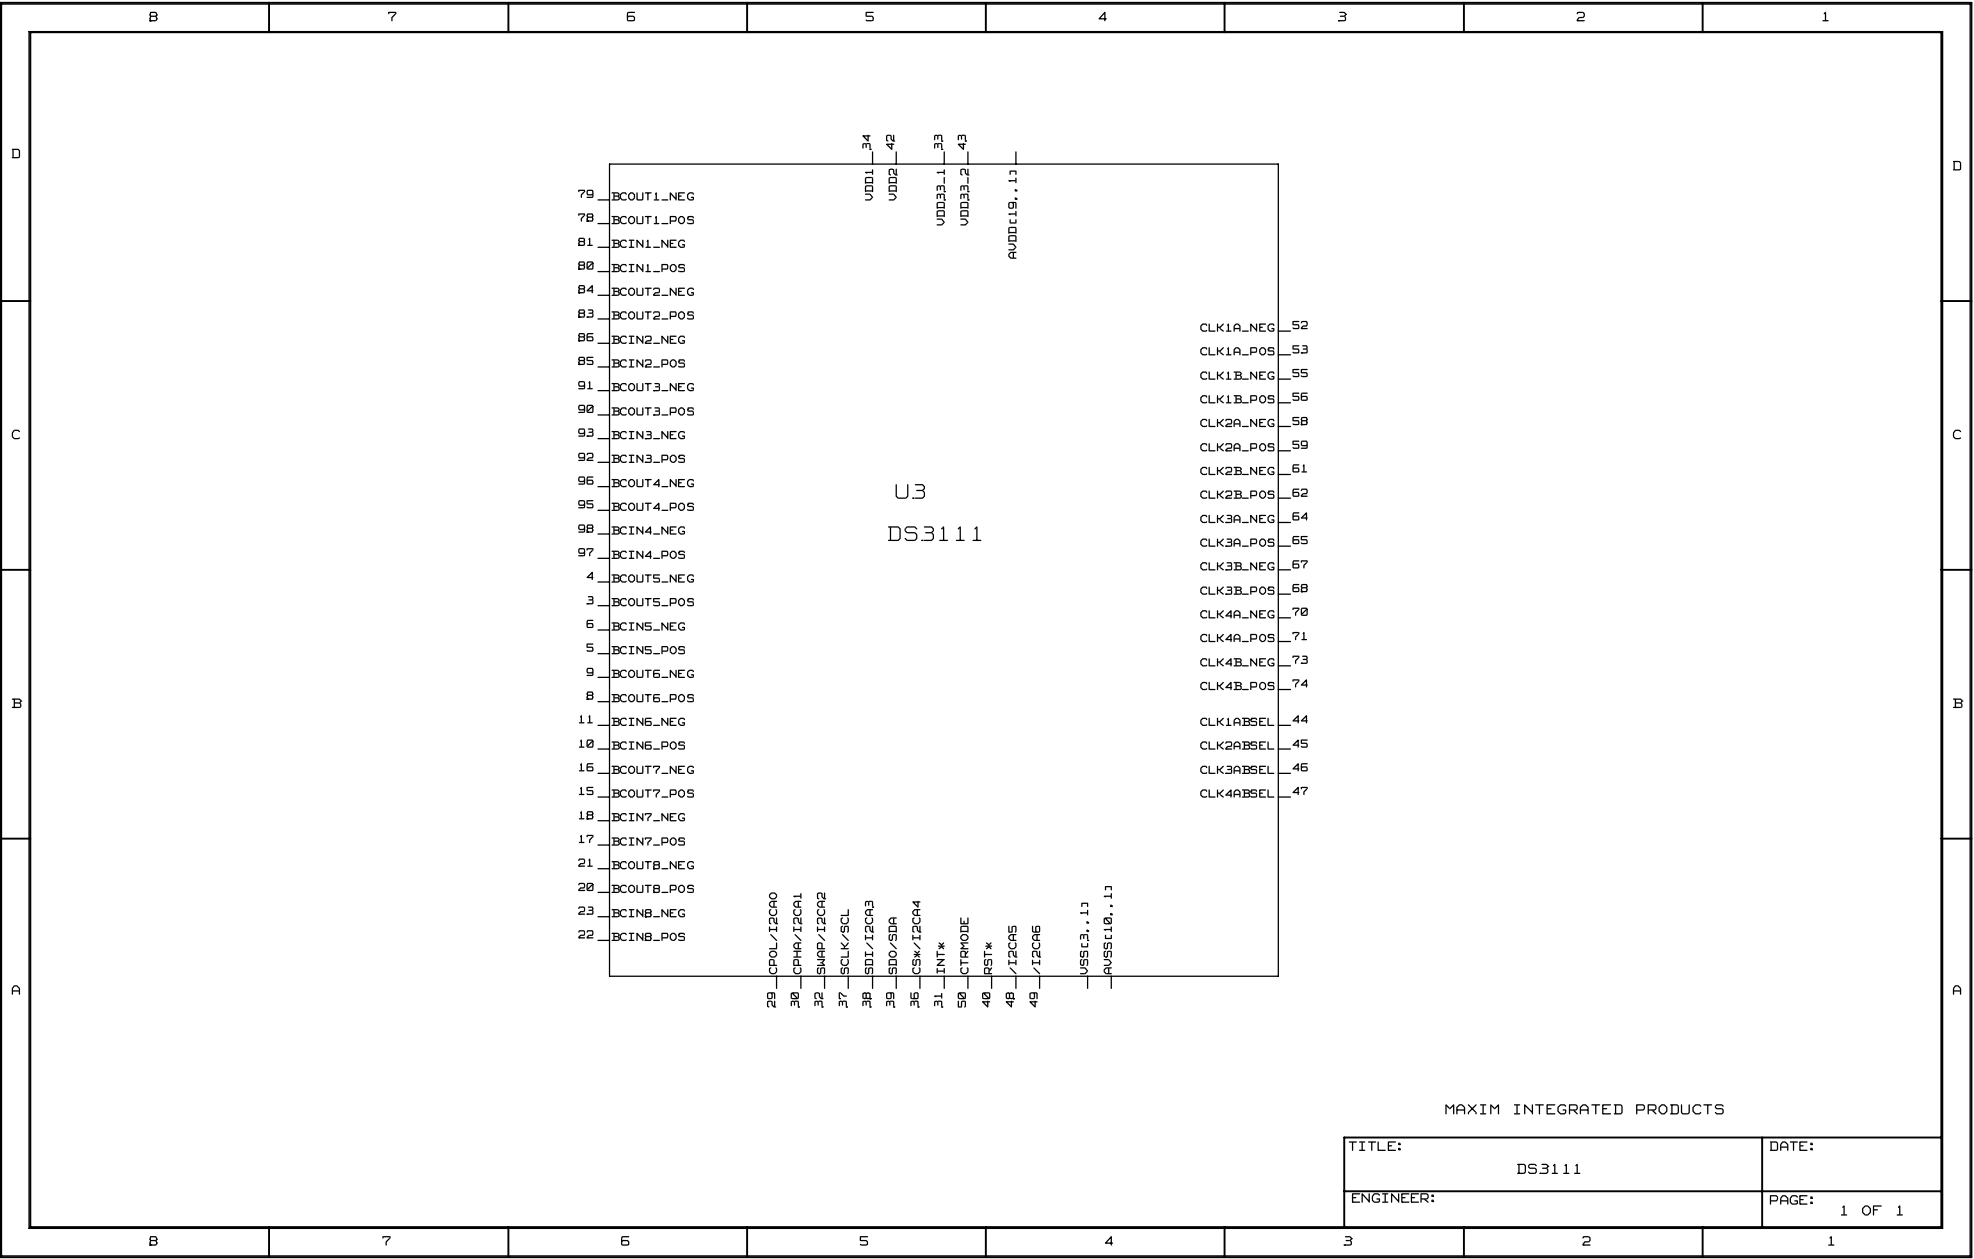 8 7 6 5 4 3 2 1
D
D
34 42 33 43
VDD1 VDD2 VDD33_1 VDD33_2 AVDD[19..1]
79 BCOUT1_NEG
78 BCOUT1_POS
81 BCIN1_NEG
80 BCIN1_POS
84 BCOUT2_NEG
83 BCOUT2_POS
86 BCIN2_NEG
85 BCIN2_POS
91 BCOUT3_NEG
90 BCOUT3_POS
93 BCIN3_NEG
92 BCIN3_POS
96 BCOUT4_NEG
95 BCOUT4_POS
98 BCIN4_NEG
97 BCIN4_POS
4 BCOUT5_NEG
3 BCOUT5_POS
6 BCIN5_NEG
5 BCIN5_POS
9 BCOUT6_NEG
8 BCOUT6_POS
11 BCIN6_NEG
10 BCIN6_POS
16 BCOUT7_NEG
15 BCOUT7_POS
18 BCIN7_NEG
17 BCIN7_POS
21 BCOUT8_NEG
20 BCOUT8_POS
23 BCIN8_NEG
22 BCIN8_POS
U3
DS3111
CLK1A_NEG 52
CLK1A_POS 53
CLK1B_NEG 55
CLK1B_POS 56
CLK2A_NEG 58
CLK2A_POS 59
CLK2B_NEG 61
CLK2B_POS 62
CLK3A_NEG 64
CLK3A_POS 65
CLK3B_NEG 67
CLK3B_POS 68
CLK4A_NEG 70
CLK4A_POS 71
CLK4B_NEG 73
CLK4B_POS 74
CLK1ABSEL 44
CLK2ABSEL 45
CLK3ABSEL 46
CLK4ABSEL 47
C
C
B
B
CPOL/I2CA0 CPHA/I2CA1 SWAP/I2CA2 SCLK/SCL SDI/I2CA3 SDO/SDA CS*/I2CA4 INT* CTRMODE RST* /I2CA5 /I2CA6 VSS[3..1] AVSS[10..1]
29 30 32 37 38 39 36 31 50 40 48 49
A
A
MAXIM INTEGRATED PRODUCTS
TITLE:
DS3111
DATE:
ENGINEER:
PAGE: 1 OF 1
8 7 6 5 4 3 2 1